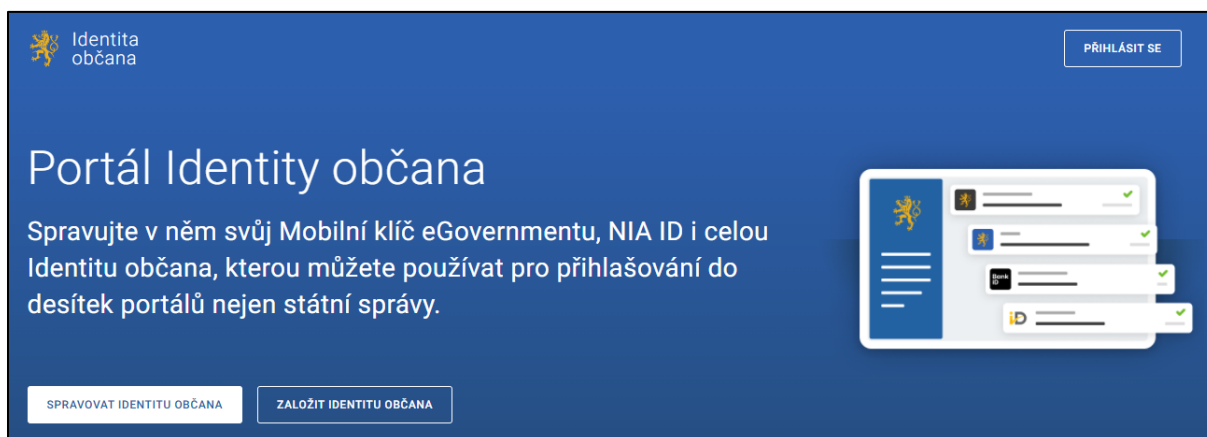 Identita
občana
PŘIHLÁSIT SE
Portál Identity občana
Spravujte v něm svůj Mobilní klíč eGovernmentu, NIA ID i celou
Identitu občana, kterou můžete používat pro přihlašování do
desítek portálů nejen státní správy.
Bank
iD
iD
SPRAVOVAT IDENTITU OBČANA
ZALOŽIT IDENTITU OBČANA